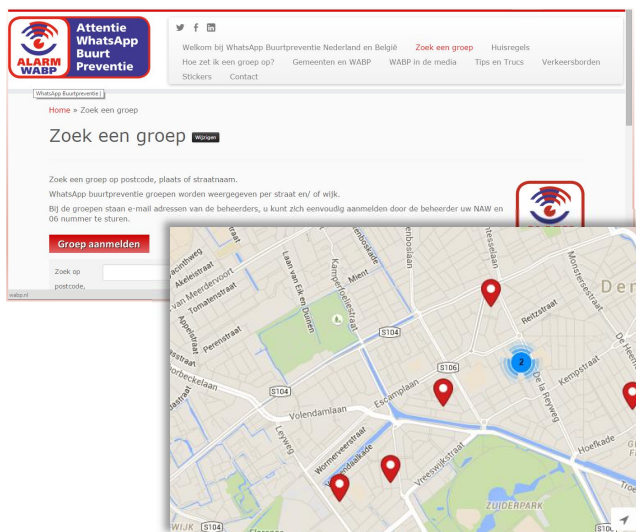 Attentie
WhatsApp
Buurt
Preventie
ALARM
WABP
Welkom bij WhatsApp Buurtpreventie Nederland en België Zoek een groep Huisregels
Hoe zet ik een groep op? Gemeenten en WABP WABP in de media Tips en Trucs Verkeersborden
Stickers Contact
WhatsApp Buurtpreventie |
Home » Zoek een groep
Zoek een groep Wijzigen
Zoek een groep op postcode, plaats of straatnaam.
WhatsApp buurtpreventie groepen worden weergegeven per straat en/ of wijk.
Bij de groepen staan e-mail adressen van de beheerders, u kunt zich eenvoudig aanmelden door de beheerder uw NAW en
06 nummer te sturen.
Groep aanmelden
Zoek op
postcode,
wabp.nl
Akeleistraat
van Meerdervoort
Tomatenstraat
Appelstraat
Perenstraat
Laan van Eik en Duinen
Kamperfoeliestraat
Mient
Monstersestraat
Reitzstraat
S104
S106
2
De la Reyweg
Kempstraat
Escamplaan
S104
Volendamlaan
Leyweg
Wormerveerstraat
Vreeswijkstraat
Hoefkade
ZUIDERPARK
WIJK
S104